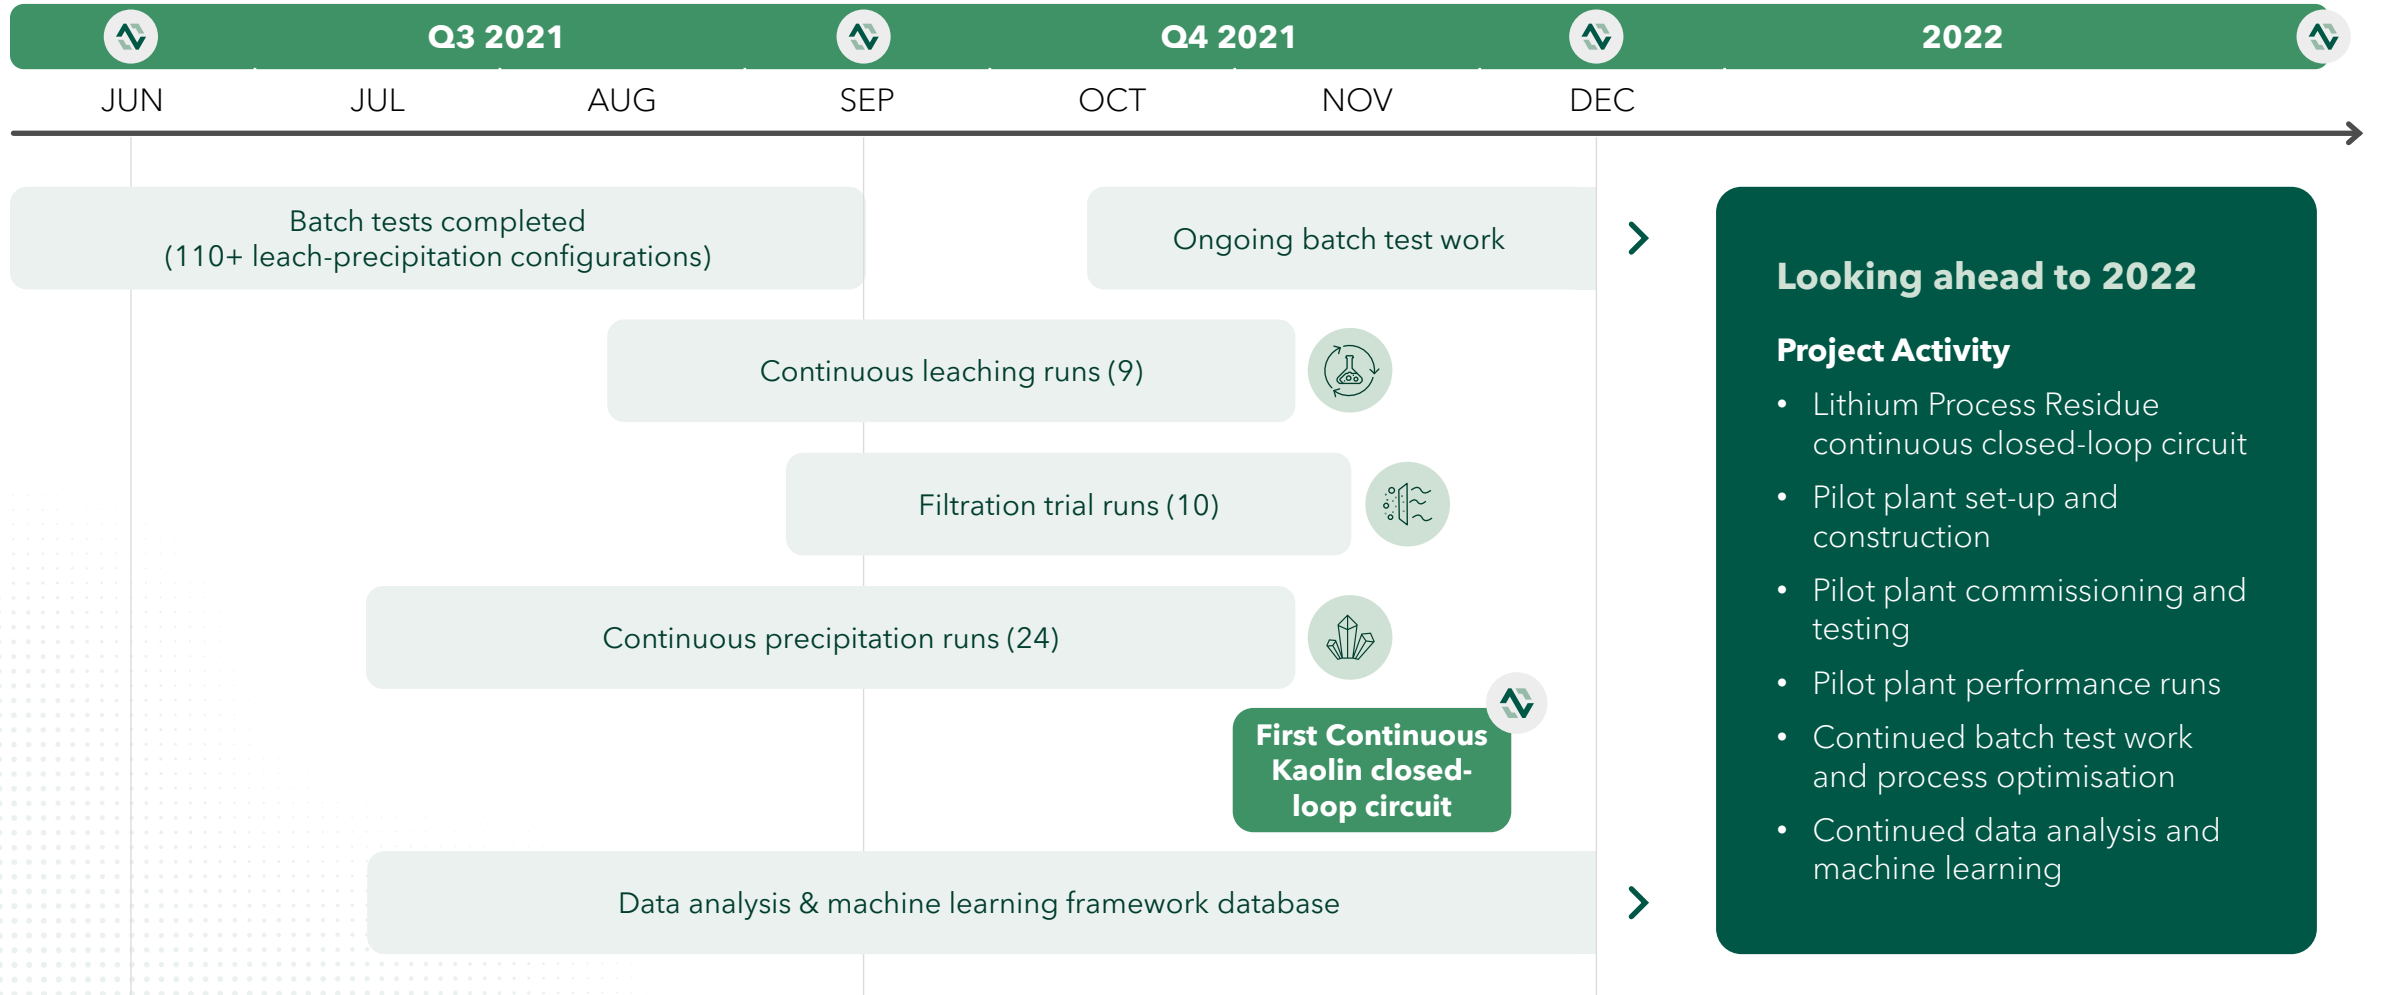 Q3 2021
Q4 2021
2022
JUN
JUL
AUG
SEP
OCT
NOV
DEC
Batch tests completed
(110+ leach-precipitation configurations)
Ongoing batch test work
Continuous leaching runs (9)
Filtration trial runs (10)
Continuous precipitation runs (24)
First Continuous
Kaolin closed-
loop circuit
Data analysis & machine learning framework database
Looking ahead to 2022
Project Activity
• Lithium Process Residue
continuous closed-loop circuit
• Pilot plant set-up and
construction
• Pilot plant commissioning and
testing
• Pilot plant performance runs
• Continued batch test work
and process optimisation
• Continued data analysis and
machine learning